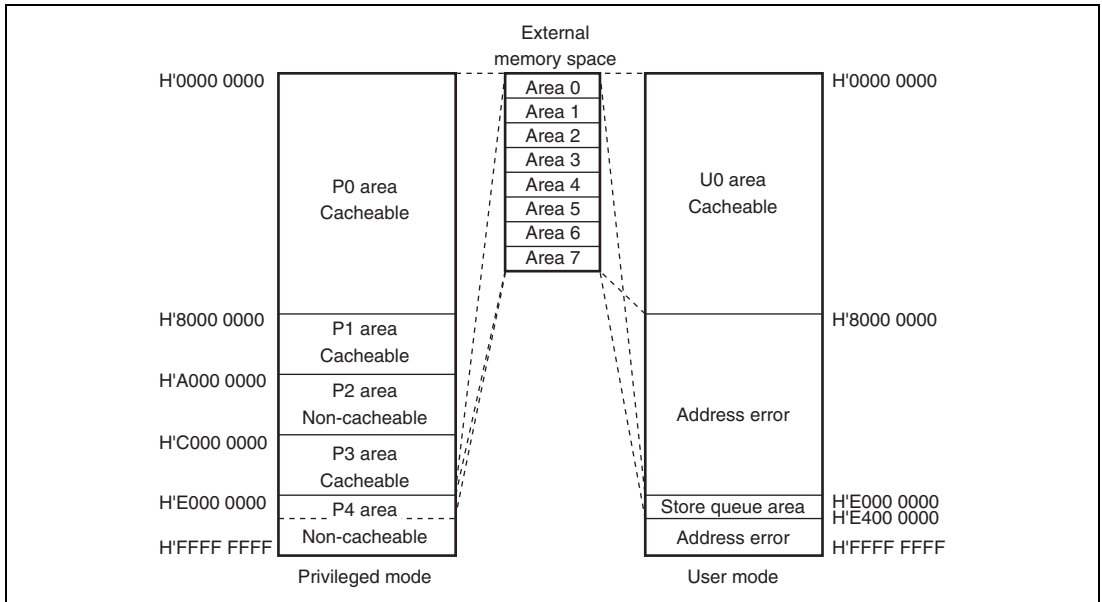 External
memory space
H'0000 0000
P0 area
Cacheable
H'8000 0000
P1 area
Cacheable
H'A000 0000
P2 area
Non-cacheable
H'C000 0000
P3 area
Cacheable
H'E000 0000
P4 area
Non-cacheable
H'FFFF FFFF
Privileged mode
Area 0
Area 1
Area 2
Area 3
Area 4
Area 5
Area 6
Area 7
H'0000 0000
U0 area
Cacheable
H'8000 0000
Address error
Store queue area
H'E000 0000
H'E400 0000
Address error
H'FFFF FFFF
User mode